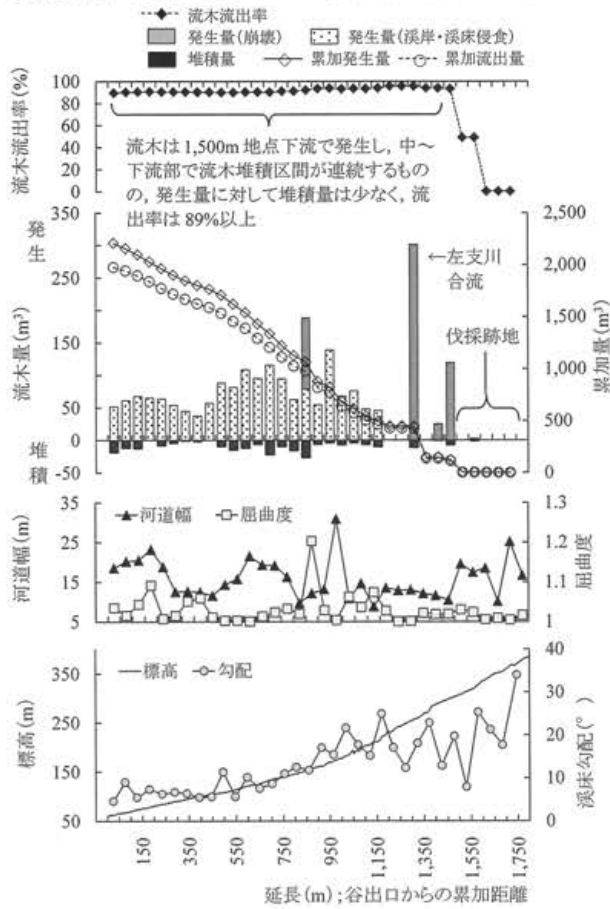 流木流出率
発生量(崩壊) 発生量(渓岸・渓床侵食)
堆積量 累加発生量 累加流出量
流木流出率(%)
100
80
60
40
20
0
流木は1,500m 地点下流で発生し,中～
下流部で流木堆積区間が連続するもの
の,発生量に対して堆積量は少なく,流
出率は 89%以上
発生
流木量(m³)
堆積
350
250
150
50
0
-50
←左支川
合流
伐採跡地
2,500
2,000
1,500
1,000
500
0
累加量(m³)
河道幅 屈曲度
河道幅(m)
35
25
15
5
1.3
1.2
1.1
1
屈曲度
標高 勾配
標高(m)
350
250
150
50
40
30
20
10
0
渓床勾配(°)
150
350
550
750
950
1,150
1,350
1,550
1,750
延長(m);谷出口からの累加距離